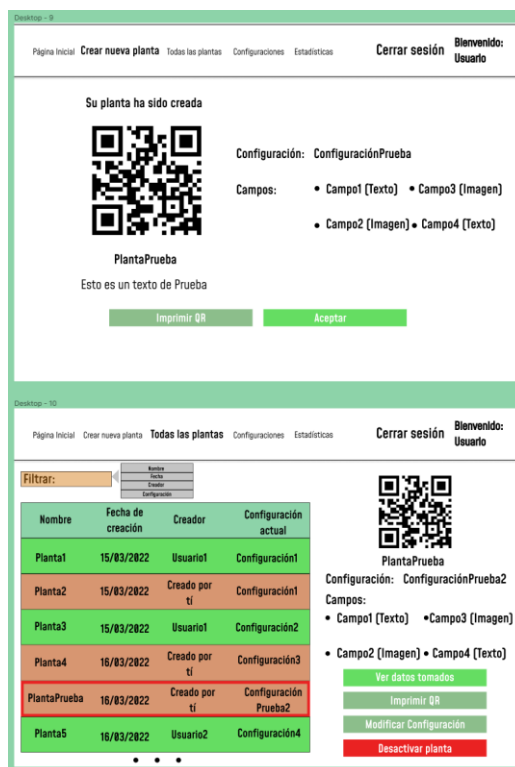 Desktop - 9
Página Inicial Crear nueva planta Todas las plantas Configuraciones Estadísticas Cerrar sesión Bienvenido:
Usuario
Su planta ha sido creada
Configuración: ConfiguraciónPrueba
Campos: • Campo1 (Texto) • Campo3 (Imagen)
• Campo2 (Imagen) • Campo4 (Texto)
PlantaPrueba
Esto es un texto de Prueba
Imprimir QR Aceptar
Desktop - 10
Página Inicial Crear nueva planta Todas las plantas Configuraciones Estadísticas Cerrar sesión Bienvenido:
Usuario
Filtrar:
Nombre
Fecha
Creador
Configuración
Nombre Fecha de creación Creador Configuración actual
Planta1 15/03/2022 Usuario1 Configuración1
Planta2 15/03/2022 Creado por tí Configuración1
Planta3 15/03/2022 Usuario1 Configuración2
Planta4 16/03/2022 Creado por tí Configuración3
PlantaPrueba 16/03/2022 Creado por tí Configuración Prueba2
Planta5 16/03/2022 Usuario2 Configuración4
• • •
PlantaPrueba
Configuración: ConfiguraciónPrueba2
Campos:
• Campo1 (Texto) •Campo3 (Imagen)
• Campo2 (Imagen) • Campo4 (Texto)
Ver datos tomados
Imprimir QR
Modificar Configuración
Desactivar planta